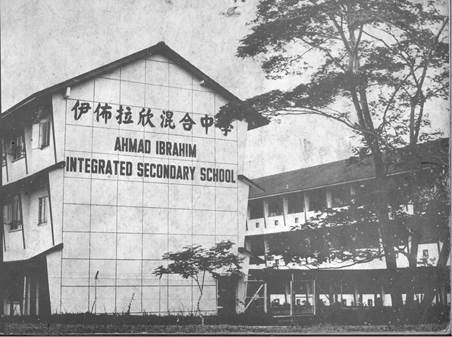 伊佈拉欣混合中學
AHMAD IBRAHIM
INTEGRATED SECONDARY SCHOOL